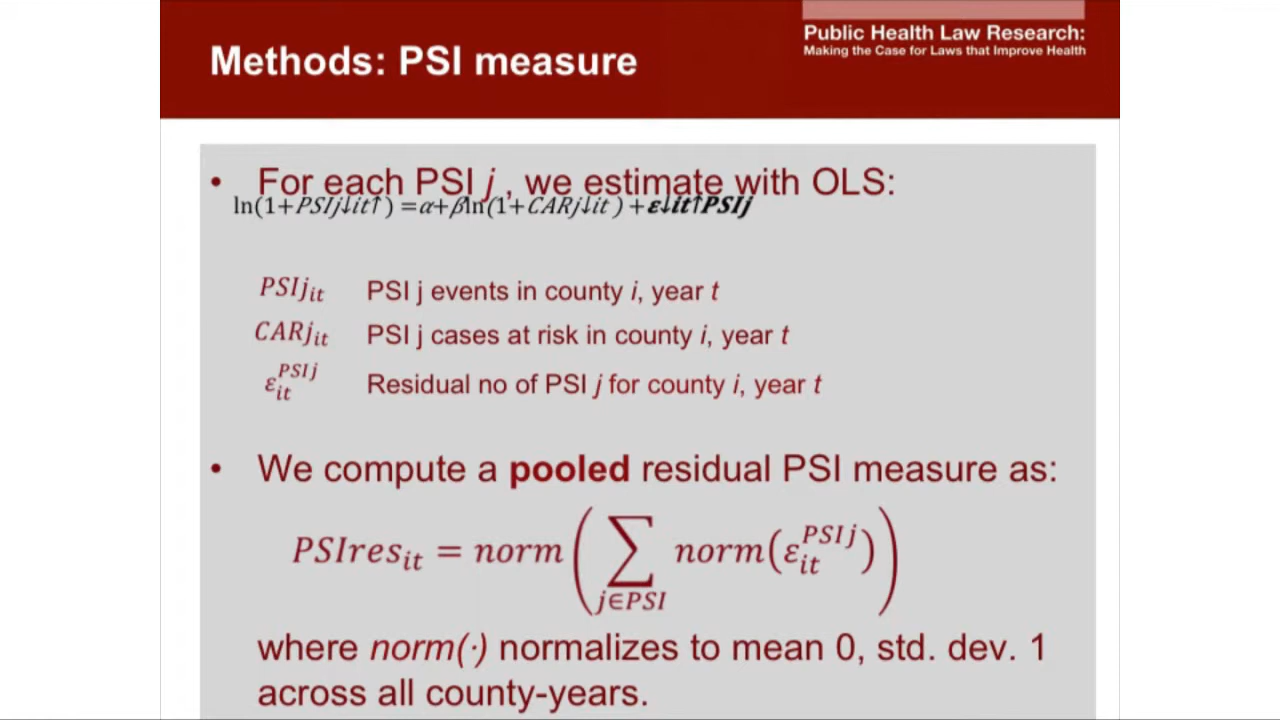 Methods: PSI measure
Public Health Law Research:
Making the Case for Laws that Improve Health
• For each PSI j , we estimate with OLS:
ln(1+PSIj↓it↑ ) =α+βln(1+CARj↓it ) +ε↓it↑PSIj
PSIj_it PSI j events in county i, year t
CARj_it PSI j cases at risk in county i, year t
ε_it^PSIj Residual no of PSI j for county i, year t
• We compute a pooled residual PSI measure as:
PSIres_it = norm(∑_{j∈PSI} norm(ε_it^PSIj))
where norm(·) normalizes to mean 0, std. dev. 1
across all county-years.